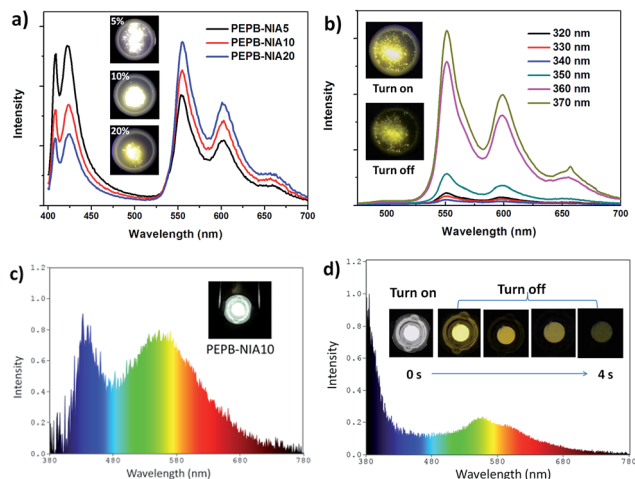 a)
5%
10%
20%
PEPB-NIA5
PEPB-NIA10
PEPB-NIA20
Intensity
400 450 500 550 600 650 700
Wavelength (nm)
b)
Turn on
Turn off
320 nm
330 nm
340 nm
350 nm
360 nm
370 nm
Intensity
500 550 600 650 700
Wavelength (nm)
c)
1.2
1.0
0.8
0.6
0.4
0.2
0.0
Intensity
PEPB-NIA10
380 480 580 680 780
Wavelength (nm)
d)
1.2
1.0
0.8
0.6
0.4
0.2
0.0
Intensity
Turn on
Turn off
0 s 4 s
380 480 580 680 780
Wavelength (nm)